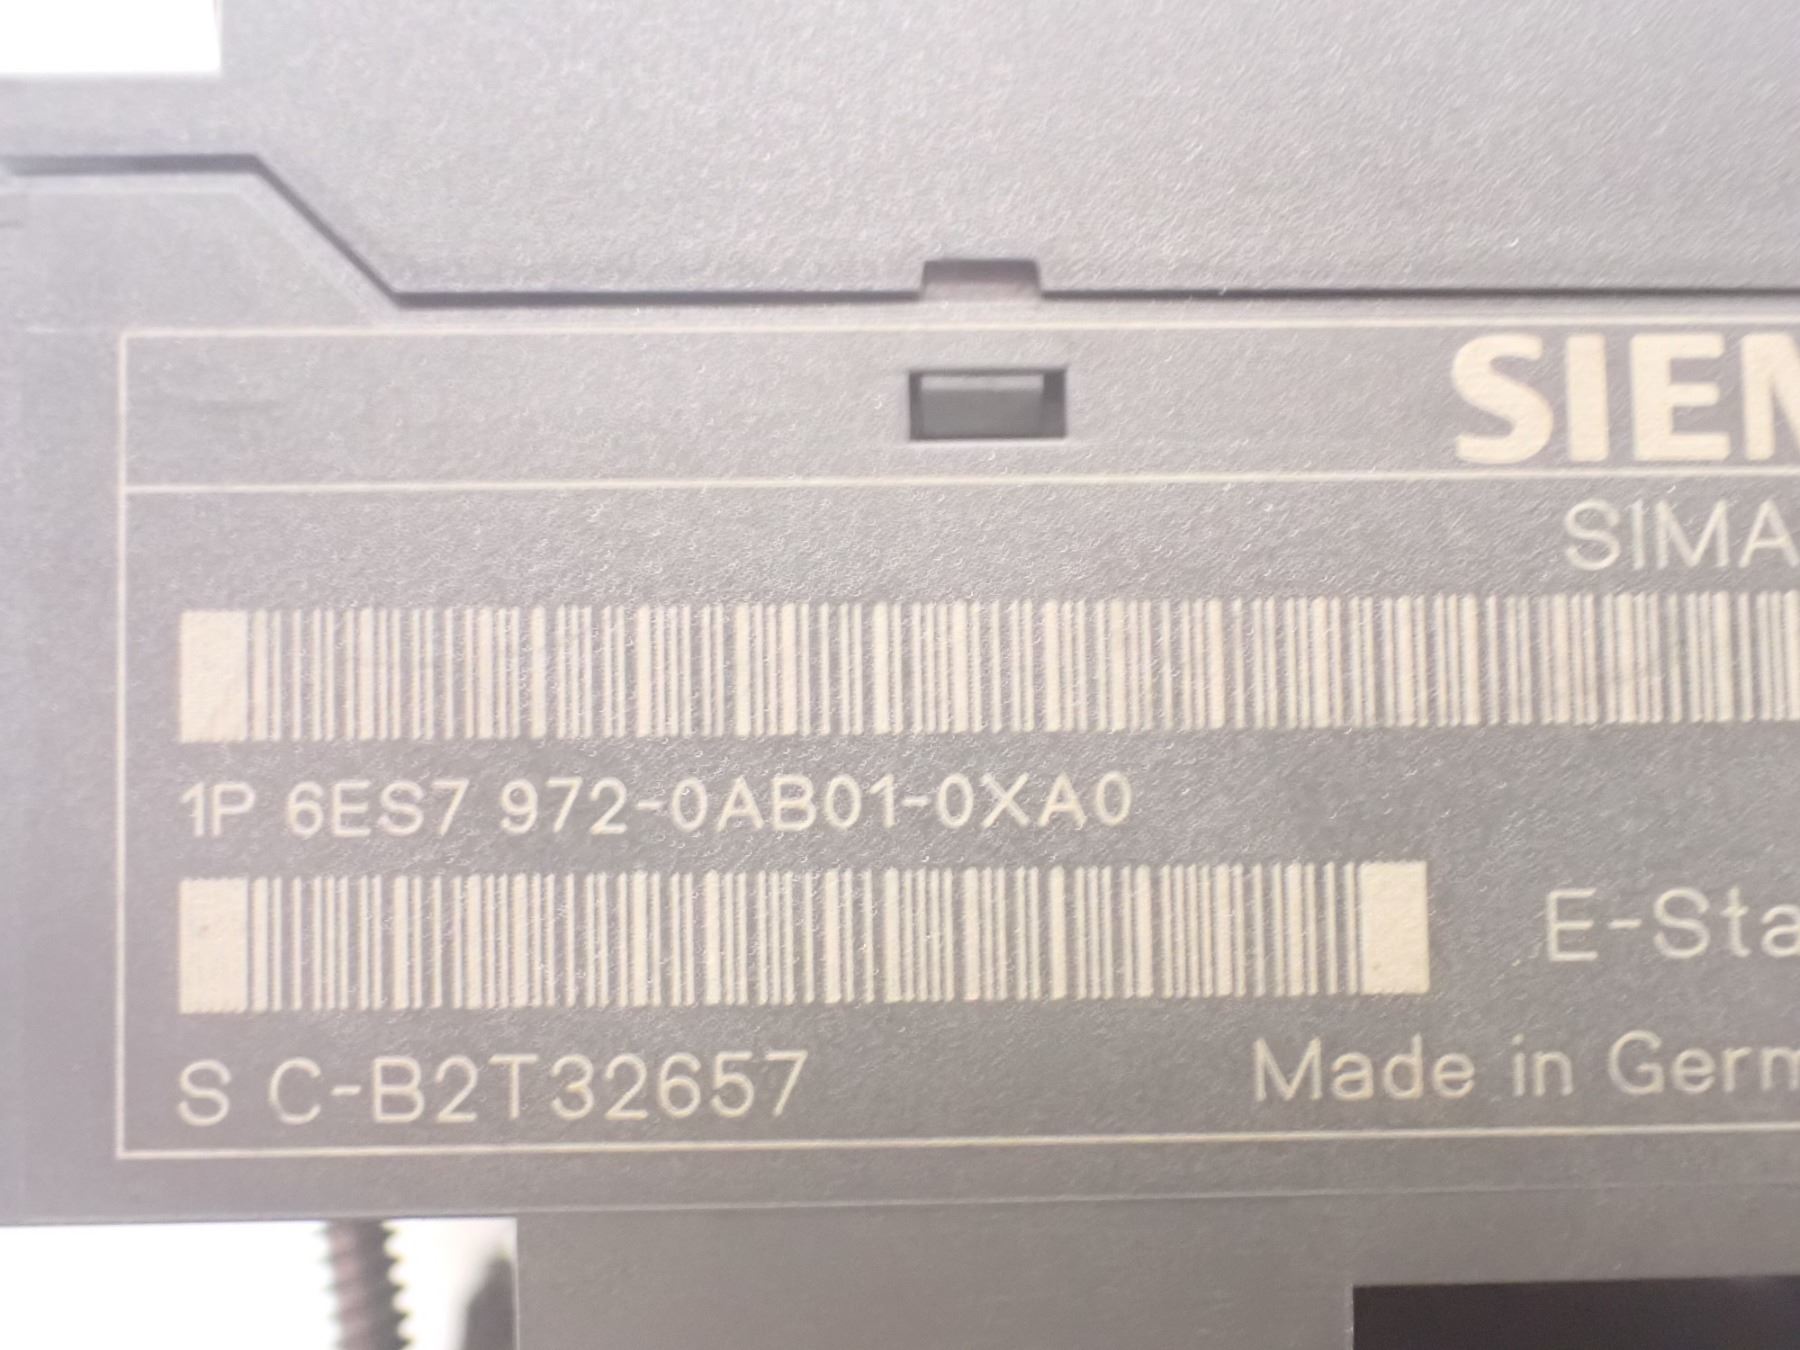 SIEM
SIMA
1P 6ES7 972-0AB01-0XA0
E-Sta
S C-B2T32657
Made in Germ